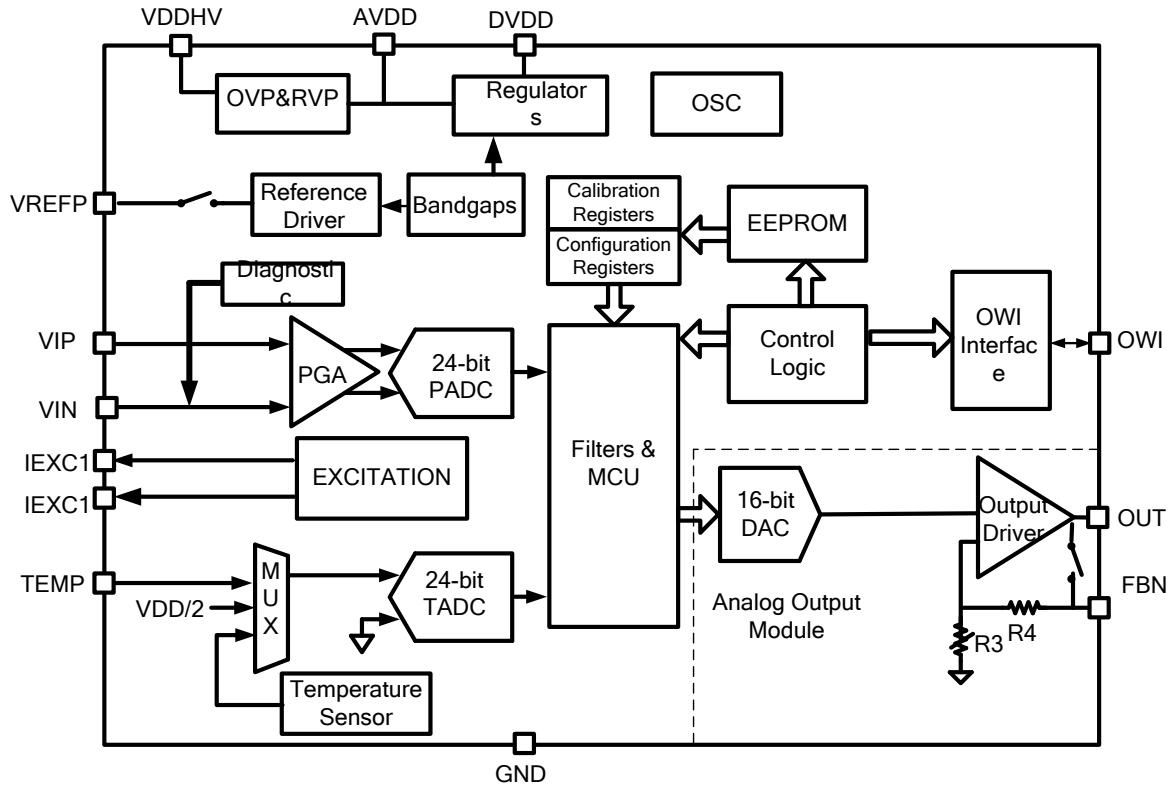 VDDHV
AVDD
DVDD
OVP&RVP
Regulator
s
OSC
VREFP
Reference
Driver
Bandgaps
Calibration
Registers
Configuration
Registers
EEPROM
Diagnosti
c
VIP
VIN
PGA
24-bit
PADC
Filters &
MCU
Control
Logic
OWI
Interfac
e
OWI
IEXC1
IEXC1
EXCITATION
16-bit
DAC
Output
Driver
OUT
FBN
TEMP
VDD/2
M
U
X
24-bit
TADC
Analog Output
Module
R4
R3
Temperature
Sensor
GND